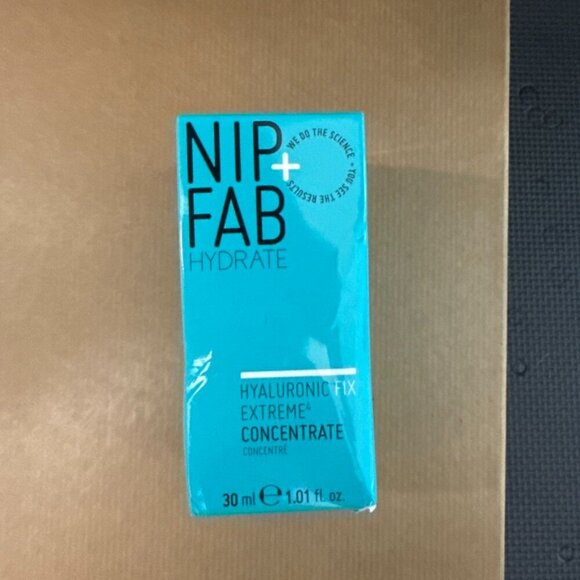 NIP+
FAB
HYDRATE
WE DO THE SCIENCE - YOU SEE THE RESULTS
HYALURONIC FIX
EXTREME⁴
CONCENTRATE
CONCENTRÉ
30 ml ℮ 1.01 fl. oz.